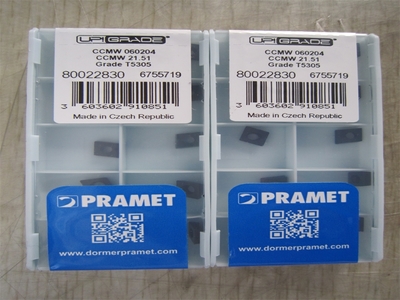 UP!GRADE
CCMW 060204
CCMW 21.51
Grade T5305
80022830 6755719
3 603602 910851
Made in Czech Republic
PRAMET
www.dormerpramet.com
UP!GRADE
CCMW 060204
CCMW 21.51
Grade T5305
80022830 6755719
3 603602 910851
Made in Czech Republic
PRAMET
www.dormerpramet.com